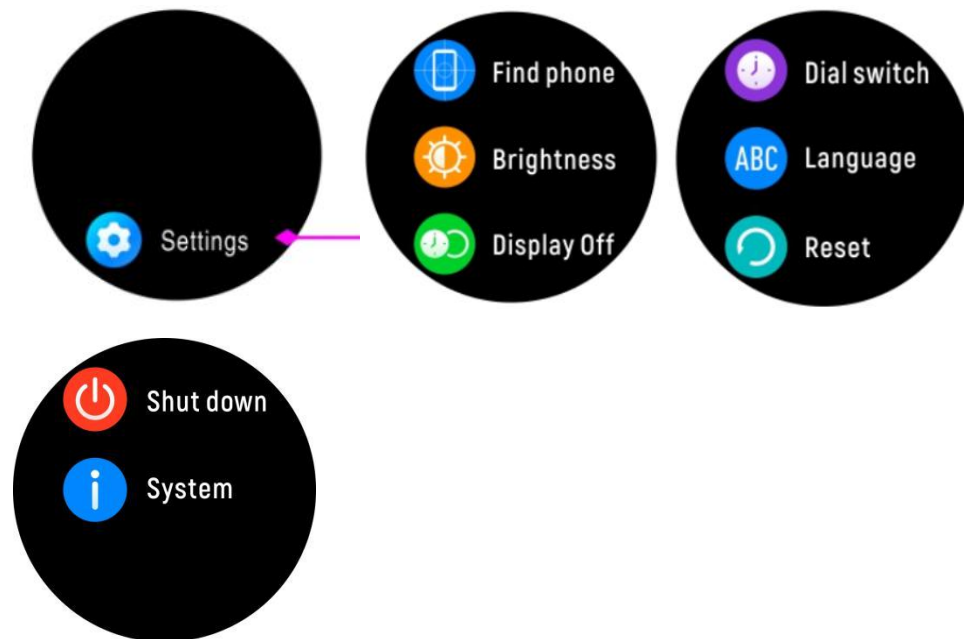 Settings
Find phone
Brightness
Display Off
Dial switch
ABC Language
Reset
Shut down
System